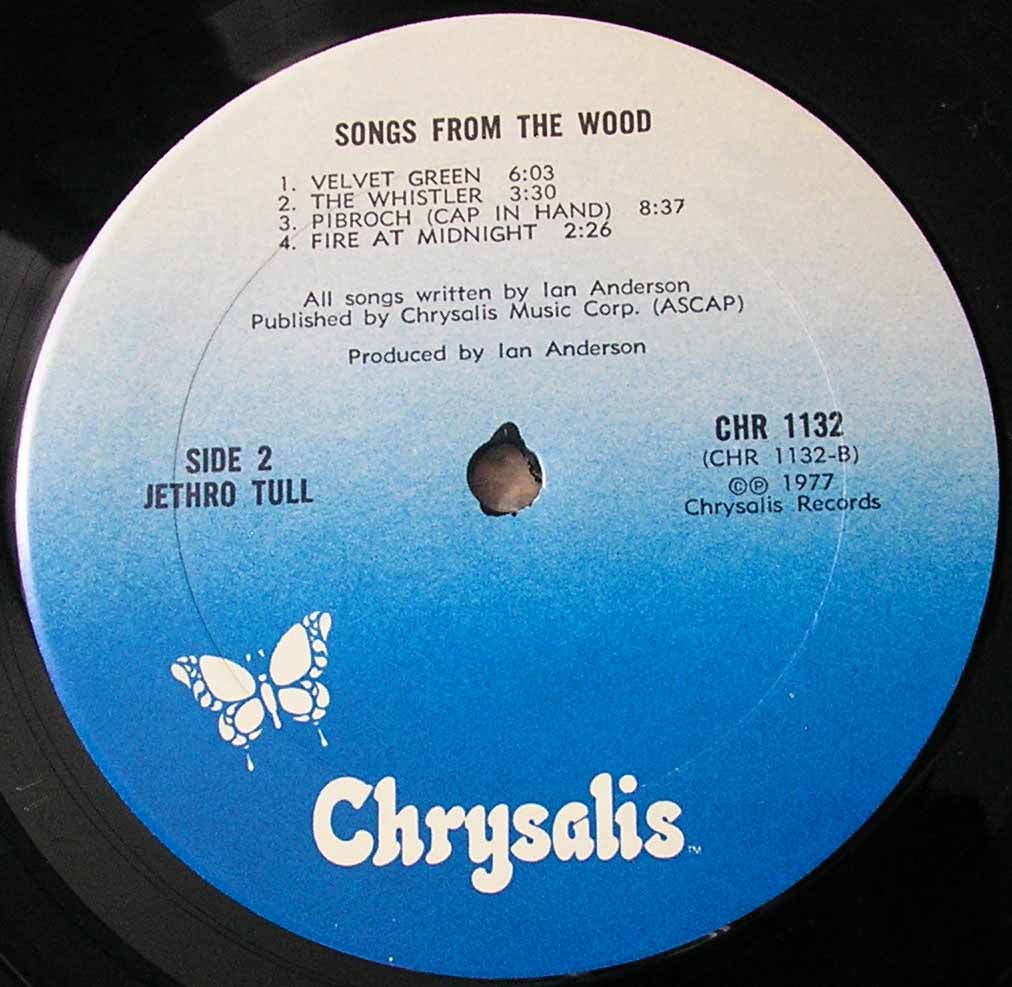 SONGS FROM THE WOOD
1. VELVET GREEN 6:03
2. THE WHISTLER 3:30
3. PIBROCH (CAP IN HAND) 8:37
4. FIRE AT MIDNIGHT 2:26
All songs written by Ian Anderson
Published by Chrysalis Music Corp. (ASCAP)
Produced by Ian Anderson
SIDE 2
JETHRO TULL
CHR 1132
(CHR 1132-B)
©℗ 1977
Chrysalis Records
Chrysalis™